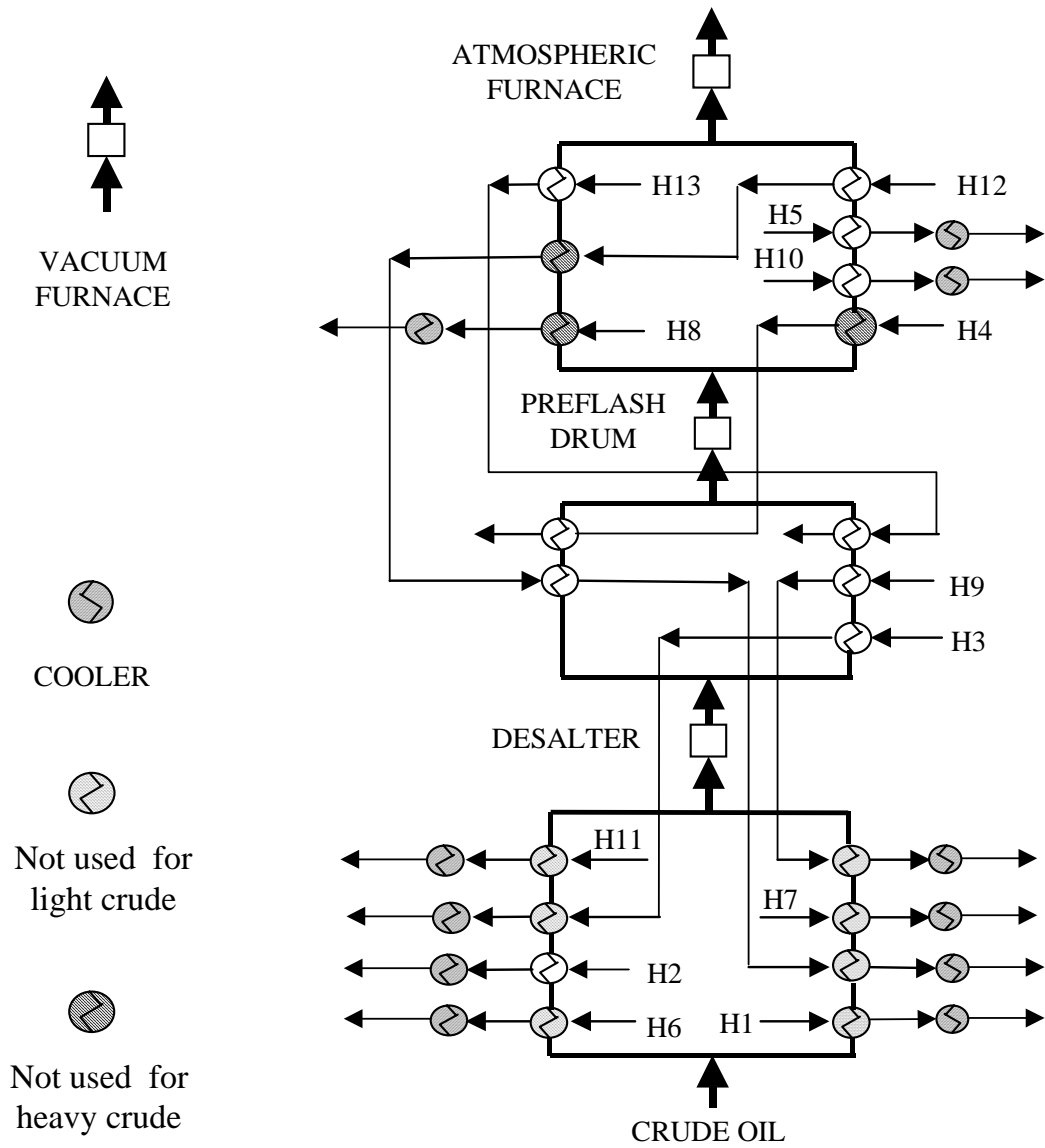 ATMOSPHERIC
FURNACE
H13
H12
H5
VACUUM
FURNACE
H10
H8
H4
PREFLASH
DRUM
H9
H3
COOLER
DESALTER
Not used for
light crude
H11
H7
H2
H6
H1
Not used for
heavy crude
CRUDE OIL